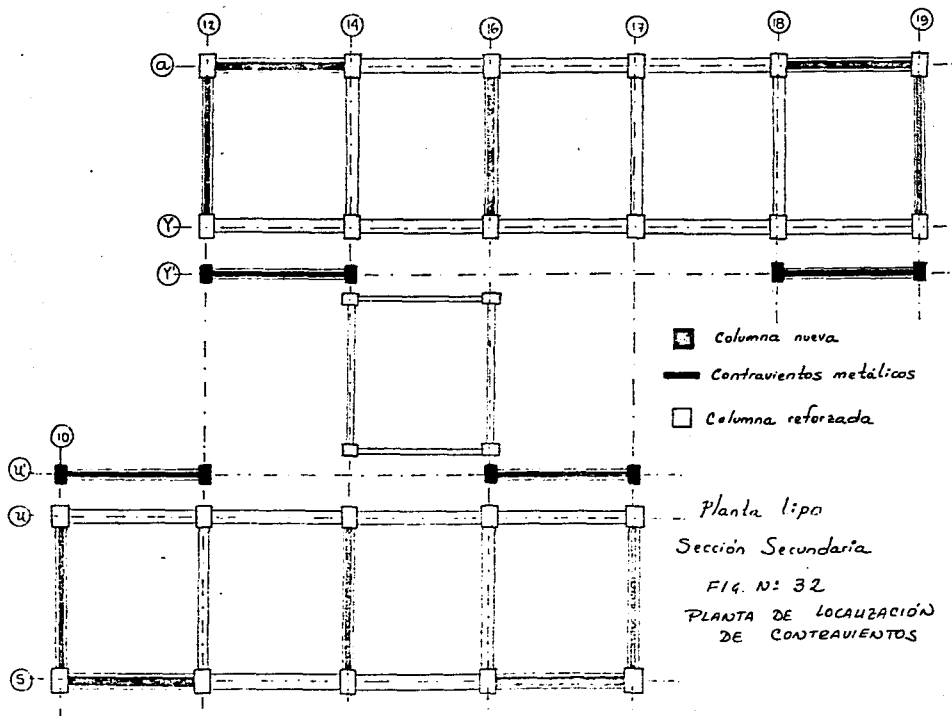 12 14 16 17 18 19
a
Y
Y'
Columna nueva
Contravientos metálicos
Columna reforzada
10
U'
U
Planta tipo
Sección Secundaria
FIG. Nº 32
PLANTA DE LOCALIZACIÓN
DE CONTRAVIENTOS
S